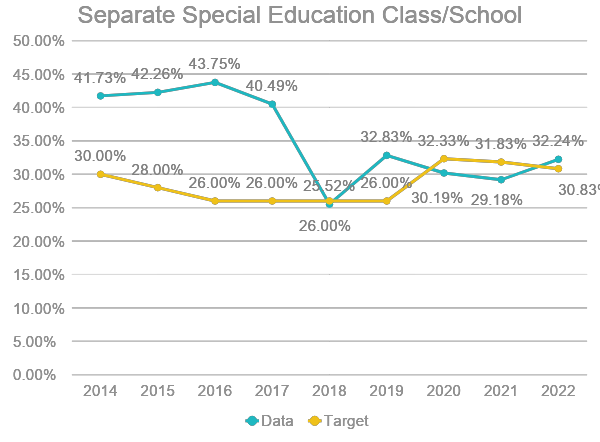 Separate Special Education Class/School
50.00%
45.00%
40.00%
35.00%
30.00%
25.00%
20.00%
15.00%
10.00%
5.00%
0.00%
41.73% 42.26% 43.75% 40.49% 25.52% 32.83% 30.19% 29.18% 32.24%
30.00% 28.00% 26.00% 26.00% 26.00% 26.00% 32.33% 31.83% 30.83%
2014 2015 2016 2017 2018 2019 2020 2021 2022
Data Target